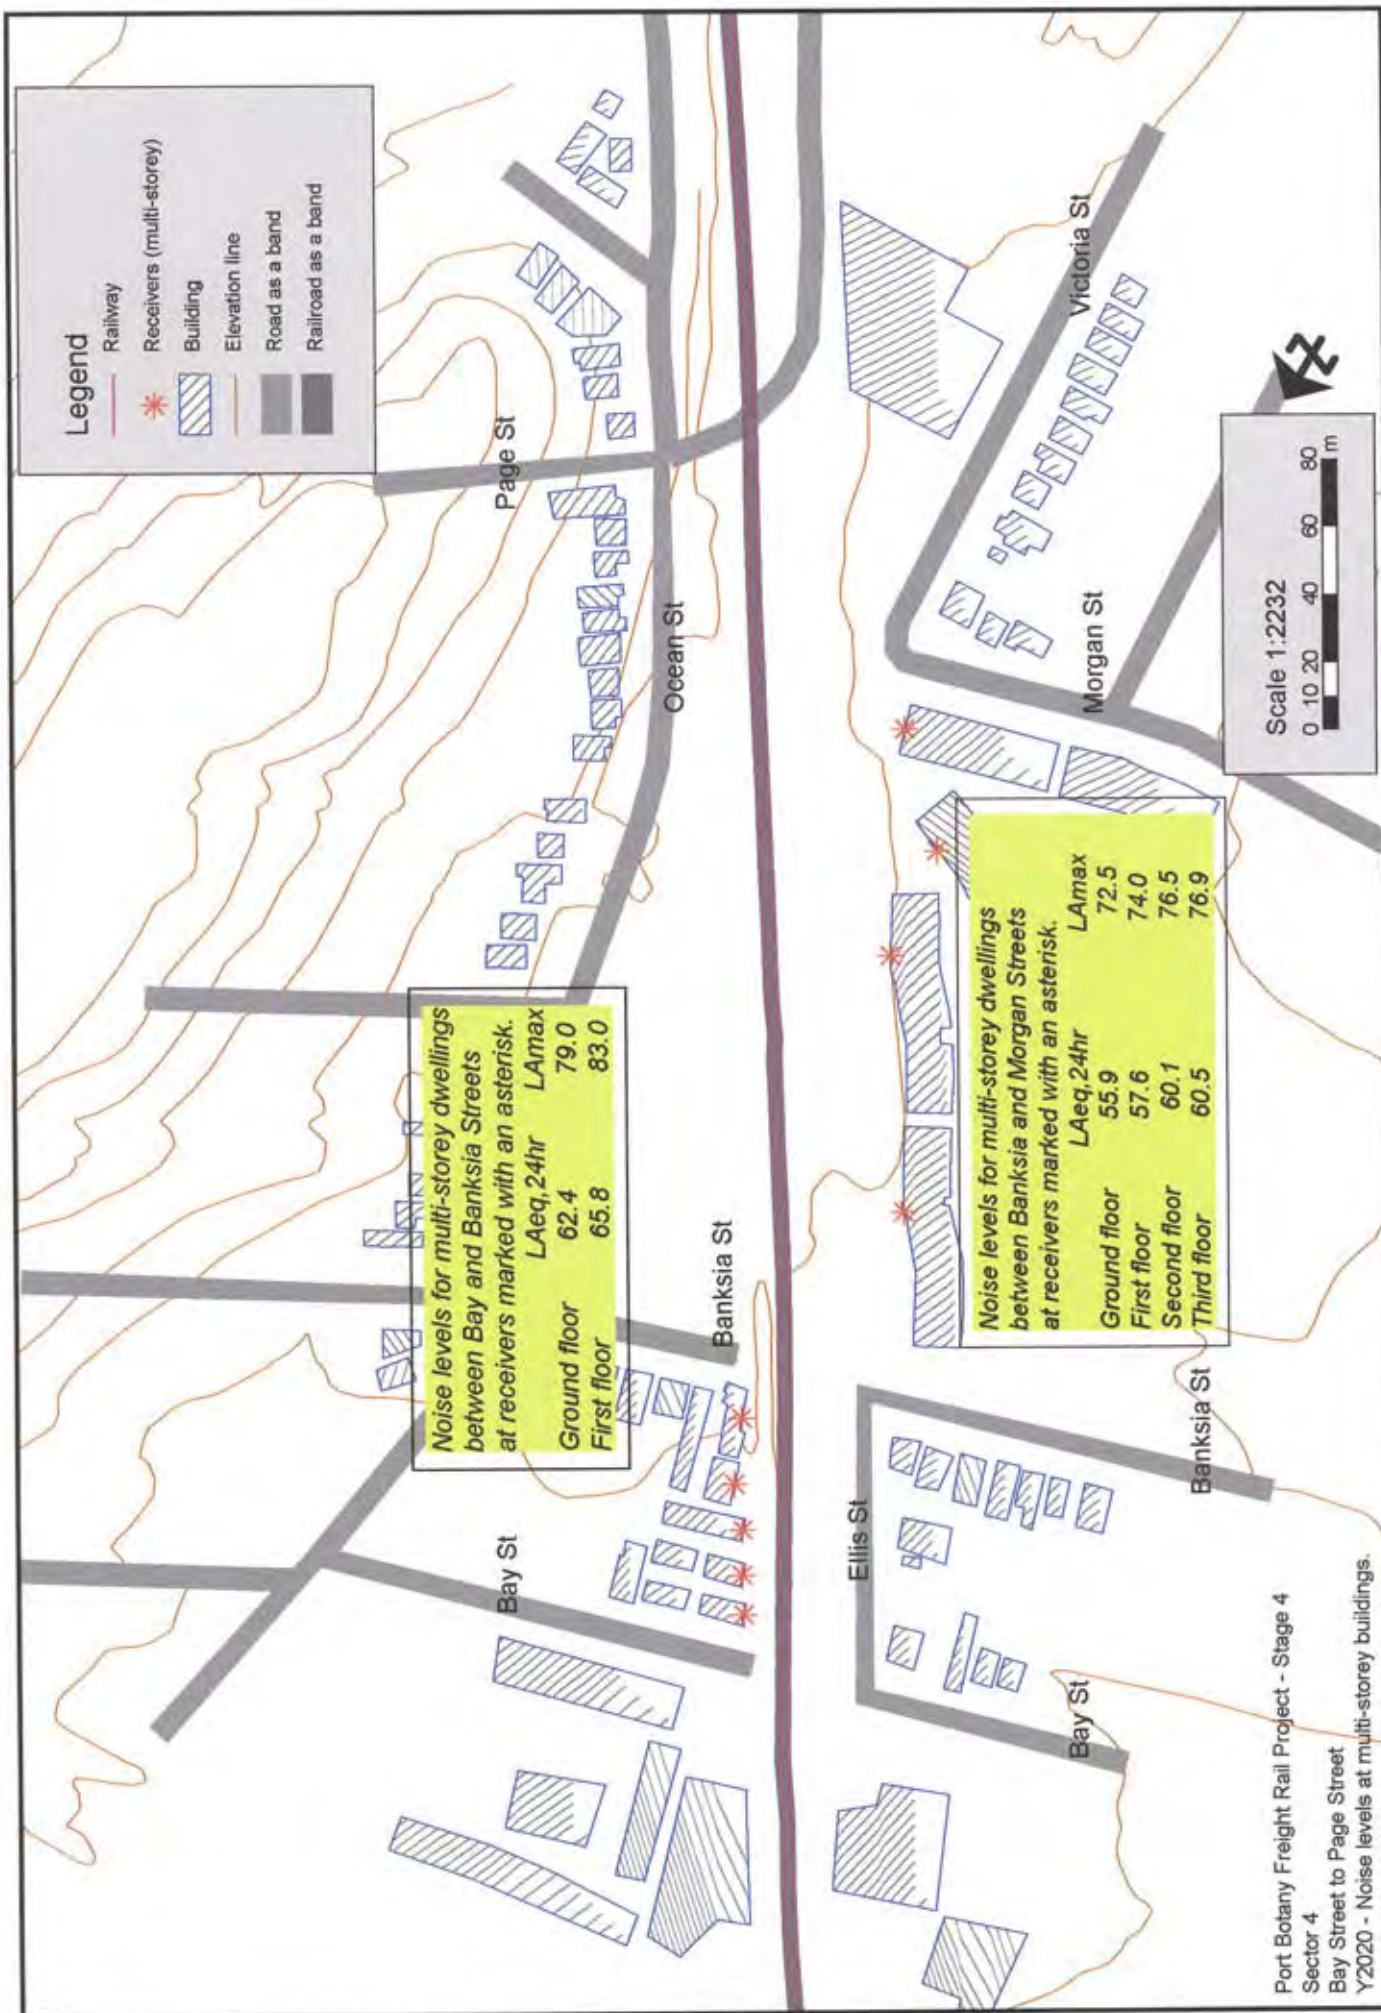 Legend
Railway
Receivers (multi-storey)
Building
Elevation line
Road as a band
Railroad as a band
Page St
Ocean St
Victoria St
Morgan St
Banksia St
Bay St
Ellis St
Banksia St
Bay St
Noise levels for multi-storey dwellings
between Bay and Banksia Streets
at receivers marked with an asterisk.
LAeq,24hr LAmax
Ground floor 62.4 79.0
First floor 65.8 83.0
Noise levels for multi-storey dwellings
between Banksia and Morgan Streets
at receivers marked with an asterisk.
LAeq,24hr LAmax
Ground floor 55.9 72.5
First floor 57.6 74.0
Second floor 60.1 76.5
Third floor 60.5 76.9
Scale 1:2232
0 10 20 40 60 80
m
N
Port Botany Freight Rail Project - Stage 4
Sector 4
Bay Street to Page Street
Y2020 - Noise levels at multi-storey buildings.